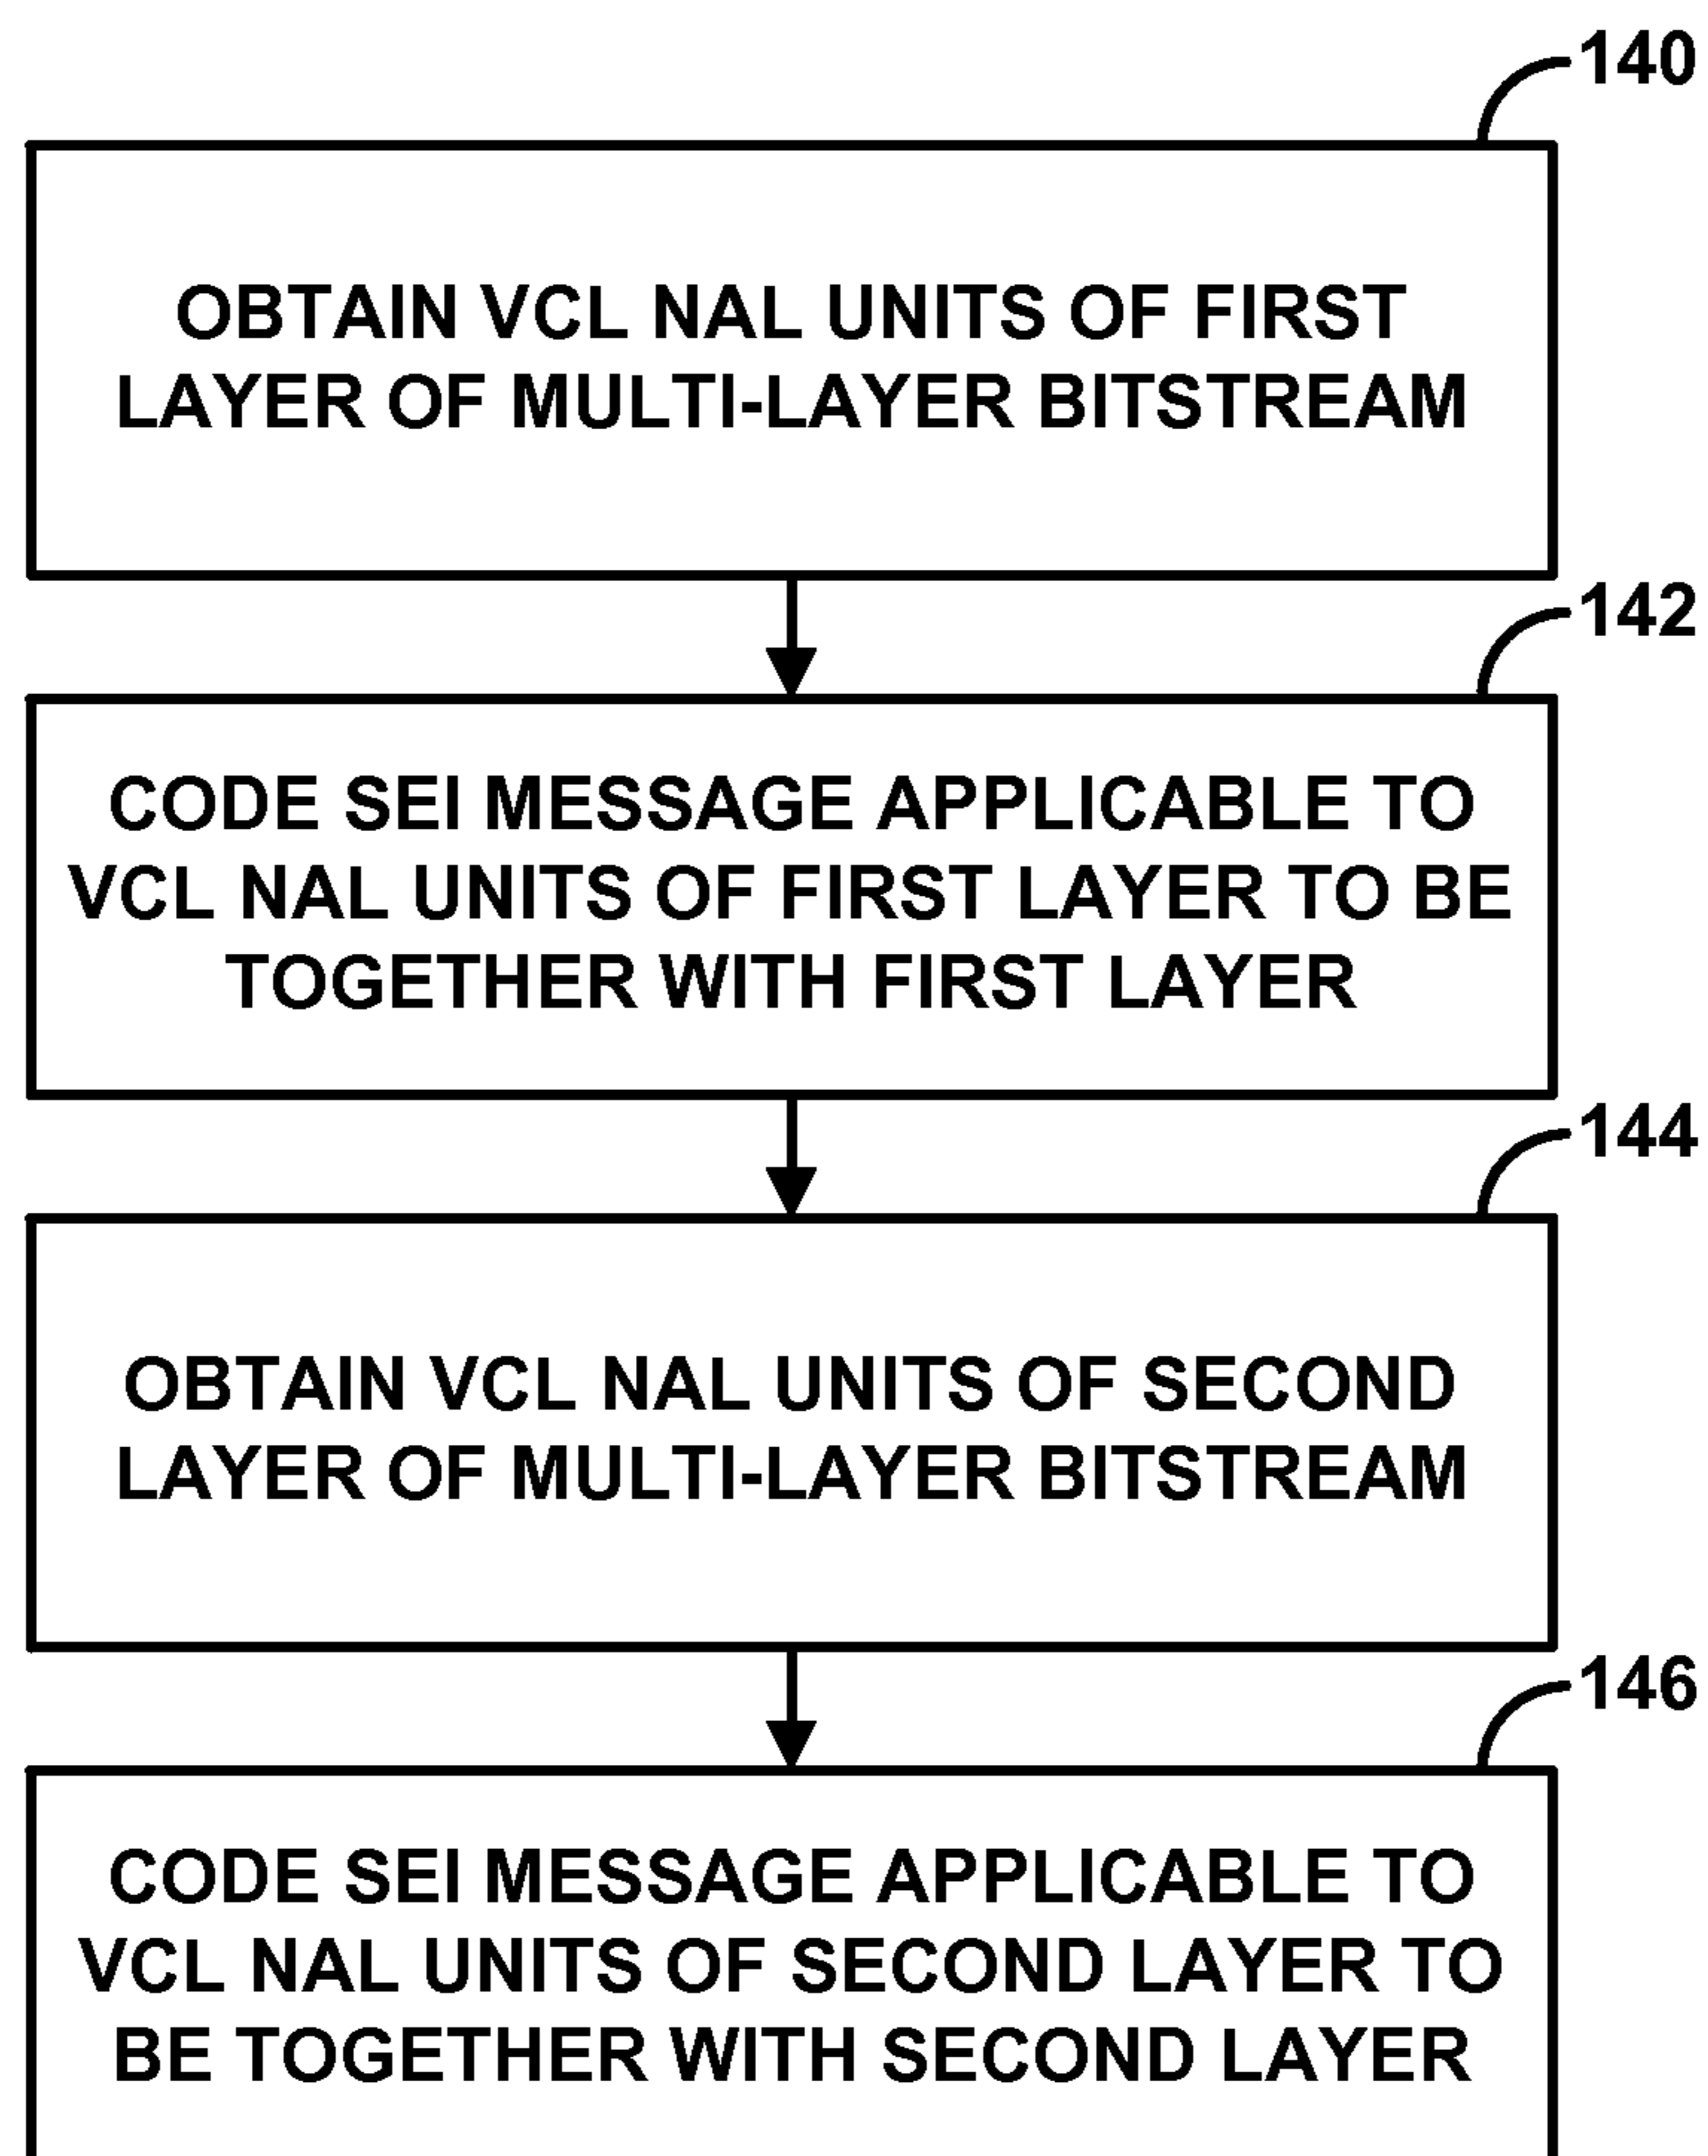 140
OBTAIN VCL NAL UNITS OF FIRST
LAYER OF MULTI-LAYER BITSTREAM
142
CODE SEI MESSAGE APPLICABLE TO
VCL NAL UNITS OF FIRST LAYER TO BE
TOGETHER WITH FIRST LAYER
144
OBTAIN VCL NAL UNITS OF SECOND
LAYER OF MULTI-LAYER BITSTREAM
146
CODE SEI MESSAGE APPLICABLE TO
VCL NAL UNITS OF SECOND LAYER TO
BE TOGETHER WITH SECOND LAYER